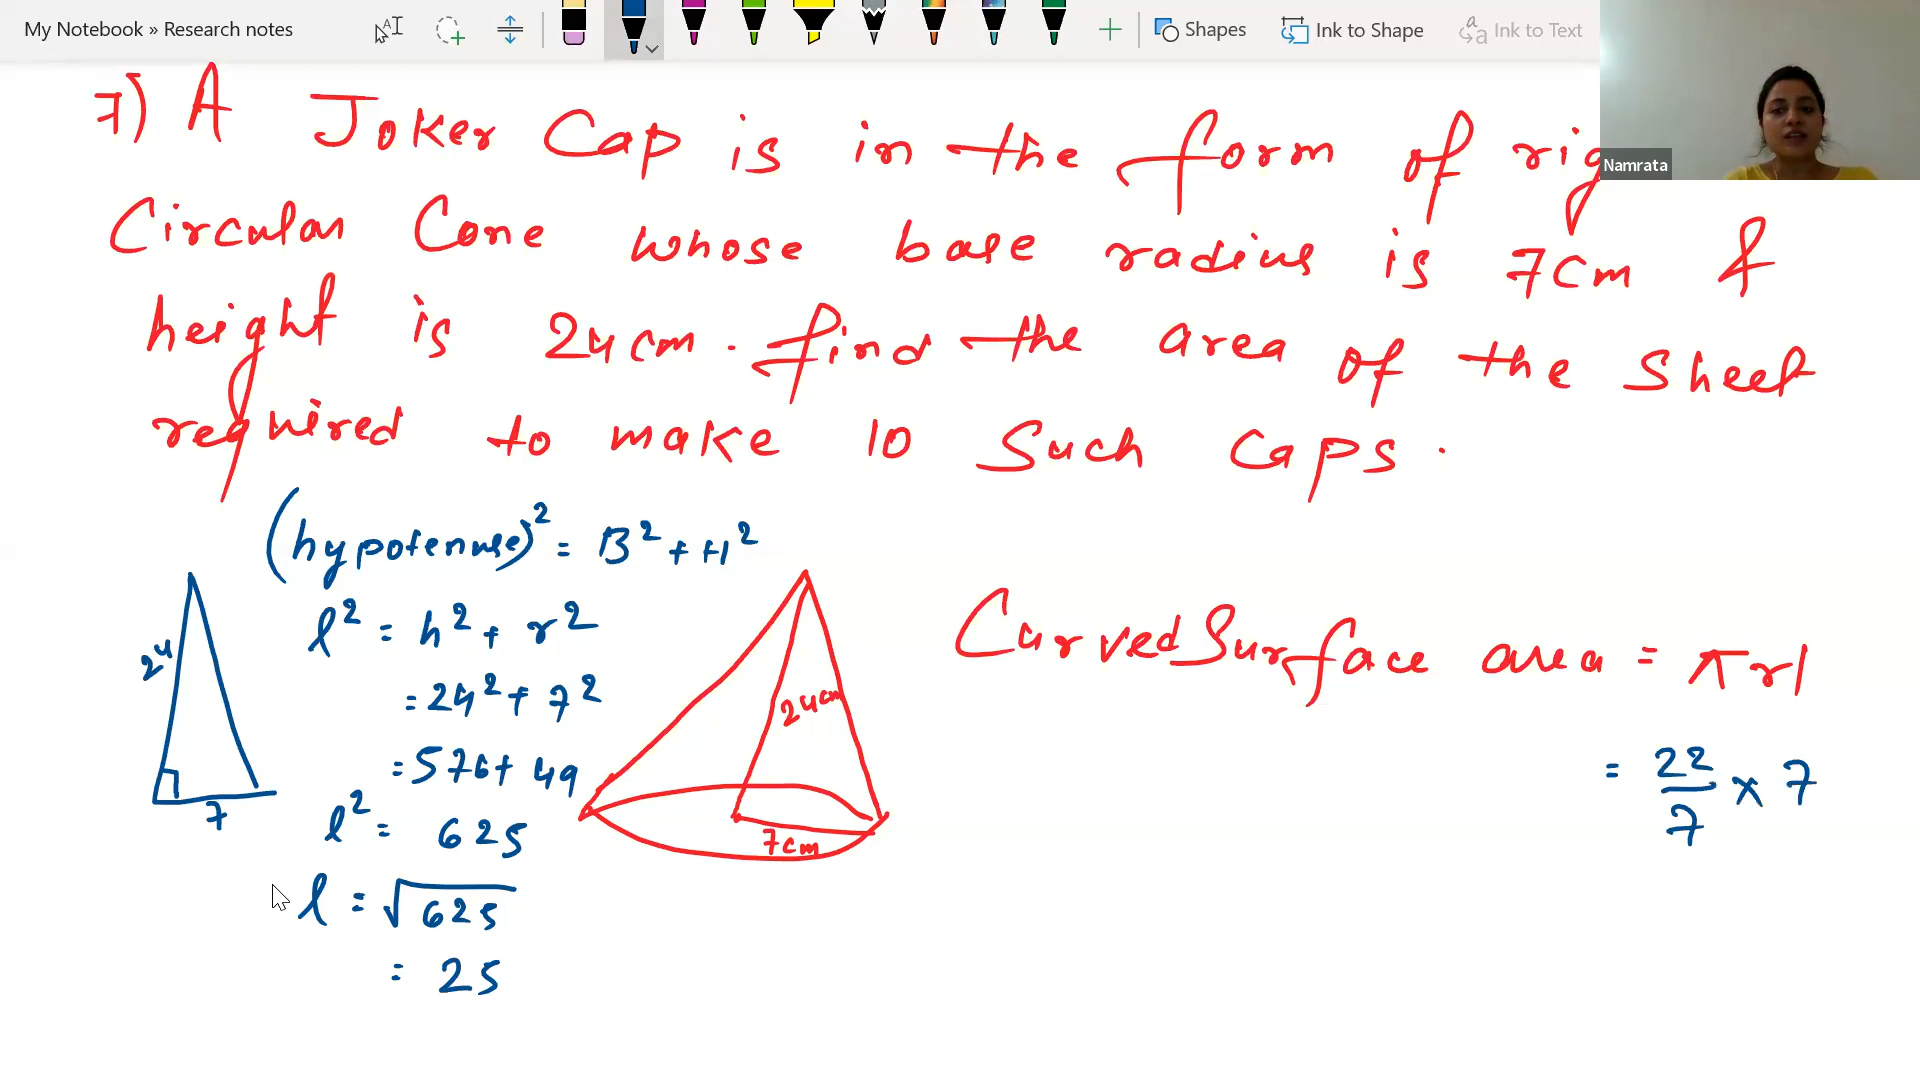 My Notebook » Research notes
Shapes
Ink to Shape
Ink to Text
Namrata
7) A Joker Cap is in the form of rig
Circular Cone whose base radius is 7cm &
height is 24cm. find the area of the sheet
required to make 10 such caps.
(hypotenuse)² = B² + H²
l² = h² + r²
= 24² + 7²
= 576 + 49
l² = 625
l = √625
= 25
24
7
24cm
7cm
Curved Surface area = πrl
= 22/7 × 7